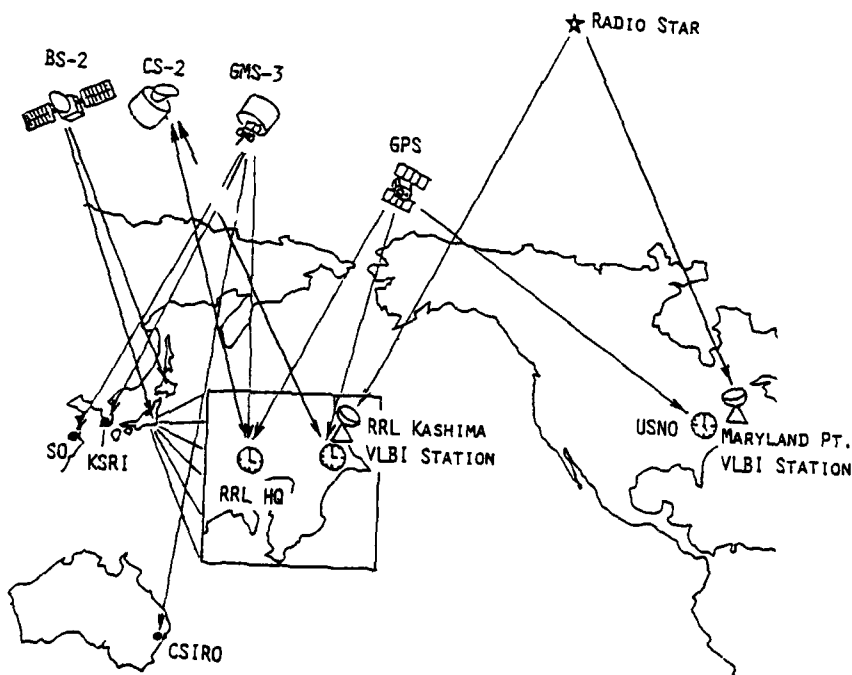 RADIO STAR
BS-2
CS-2
GMS-3
GPS
RRL KASHIMA
VLBI STATION
USNO
MARYLAND PT.
VLBI STATION
SO
KSRI
RRL HQ
CSIRO